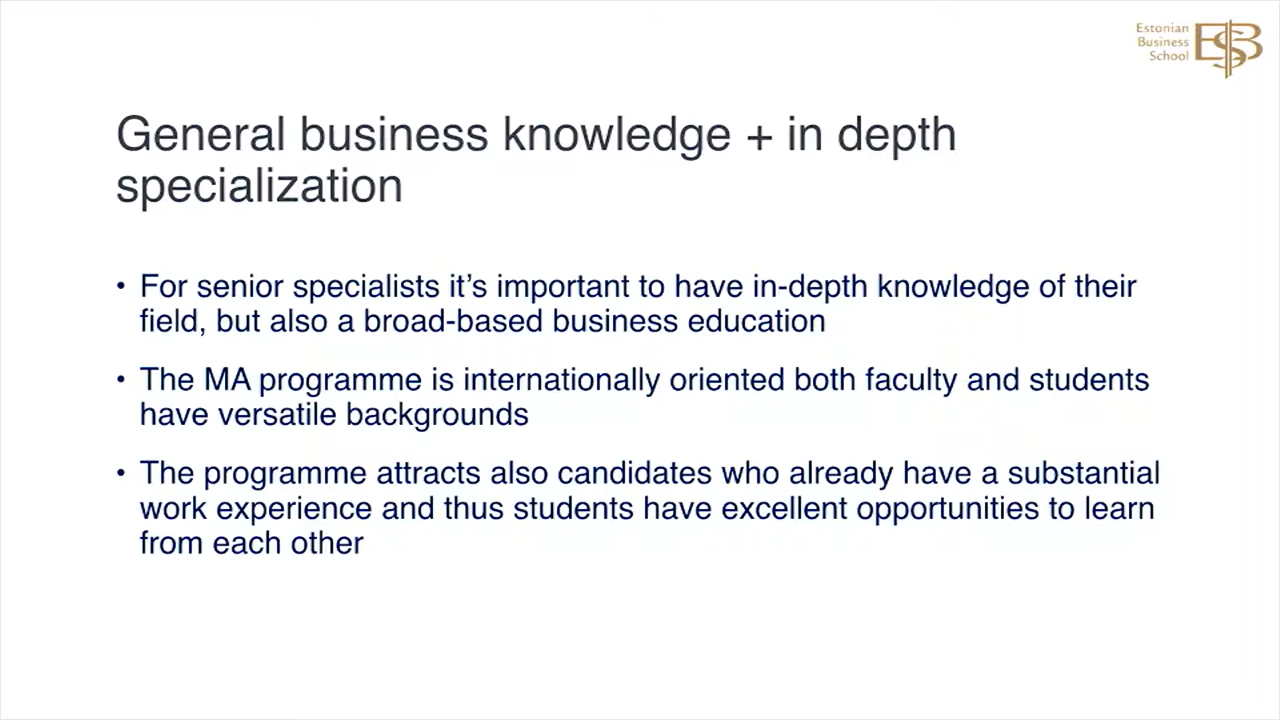 Estonian
Business
School
EBS
General business knowledge + in depth
specialization
• For senior specialists it’s important to have in-depth knowledge of their
field, but also a broad-based business education
• The MA programme is internationally oriented both faculty and students
have versatile backgrounds
• The programme attracts also candidates who already have a substantial
work experience and thus students have excellent opportunities to learn
from each other